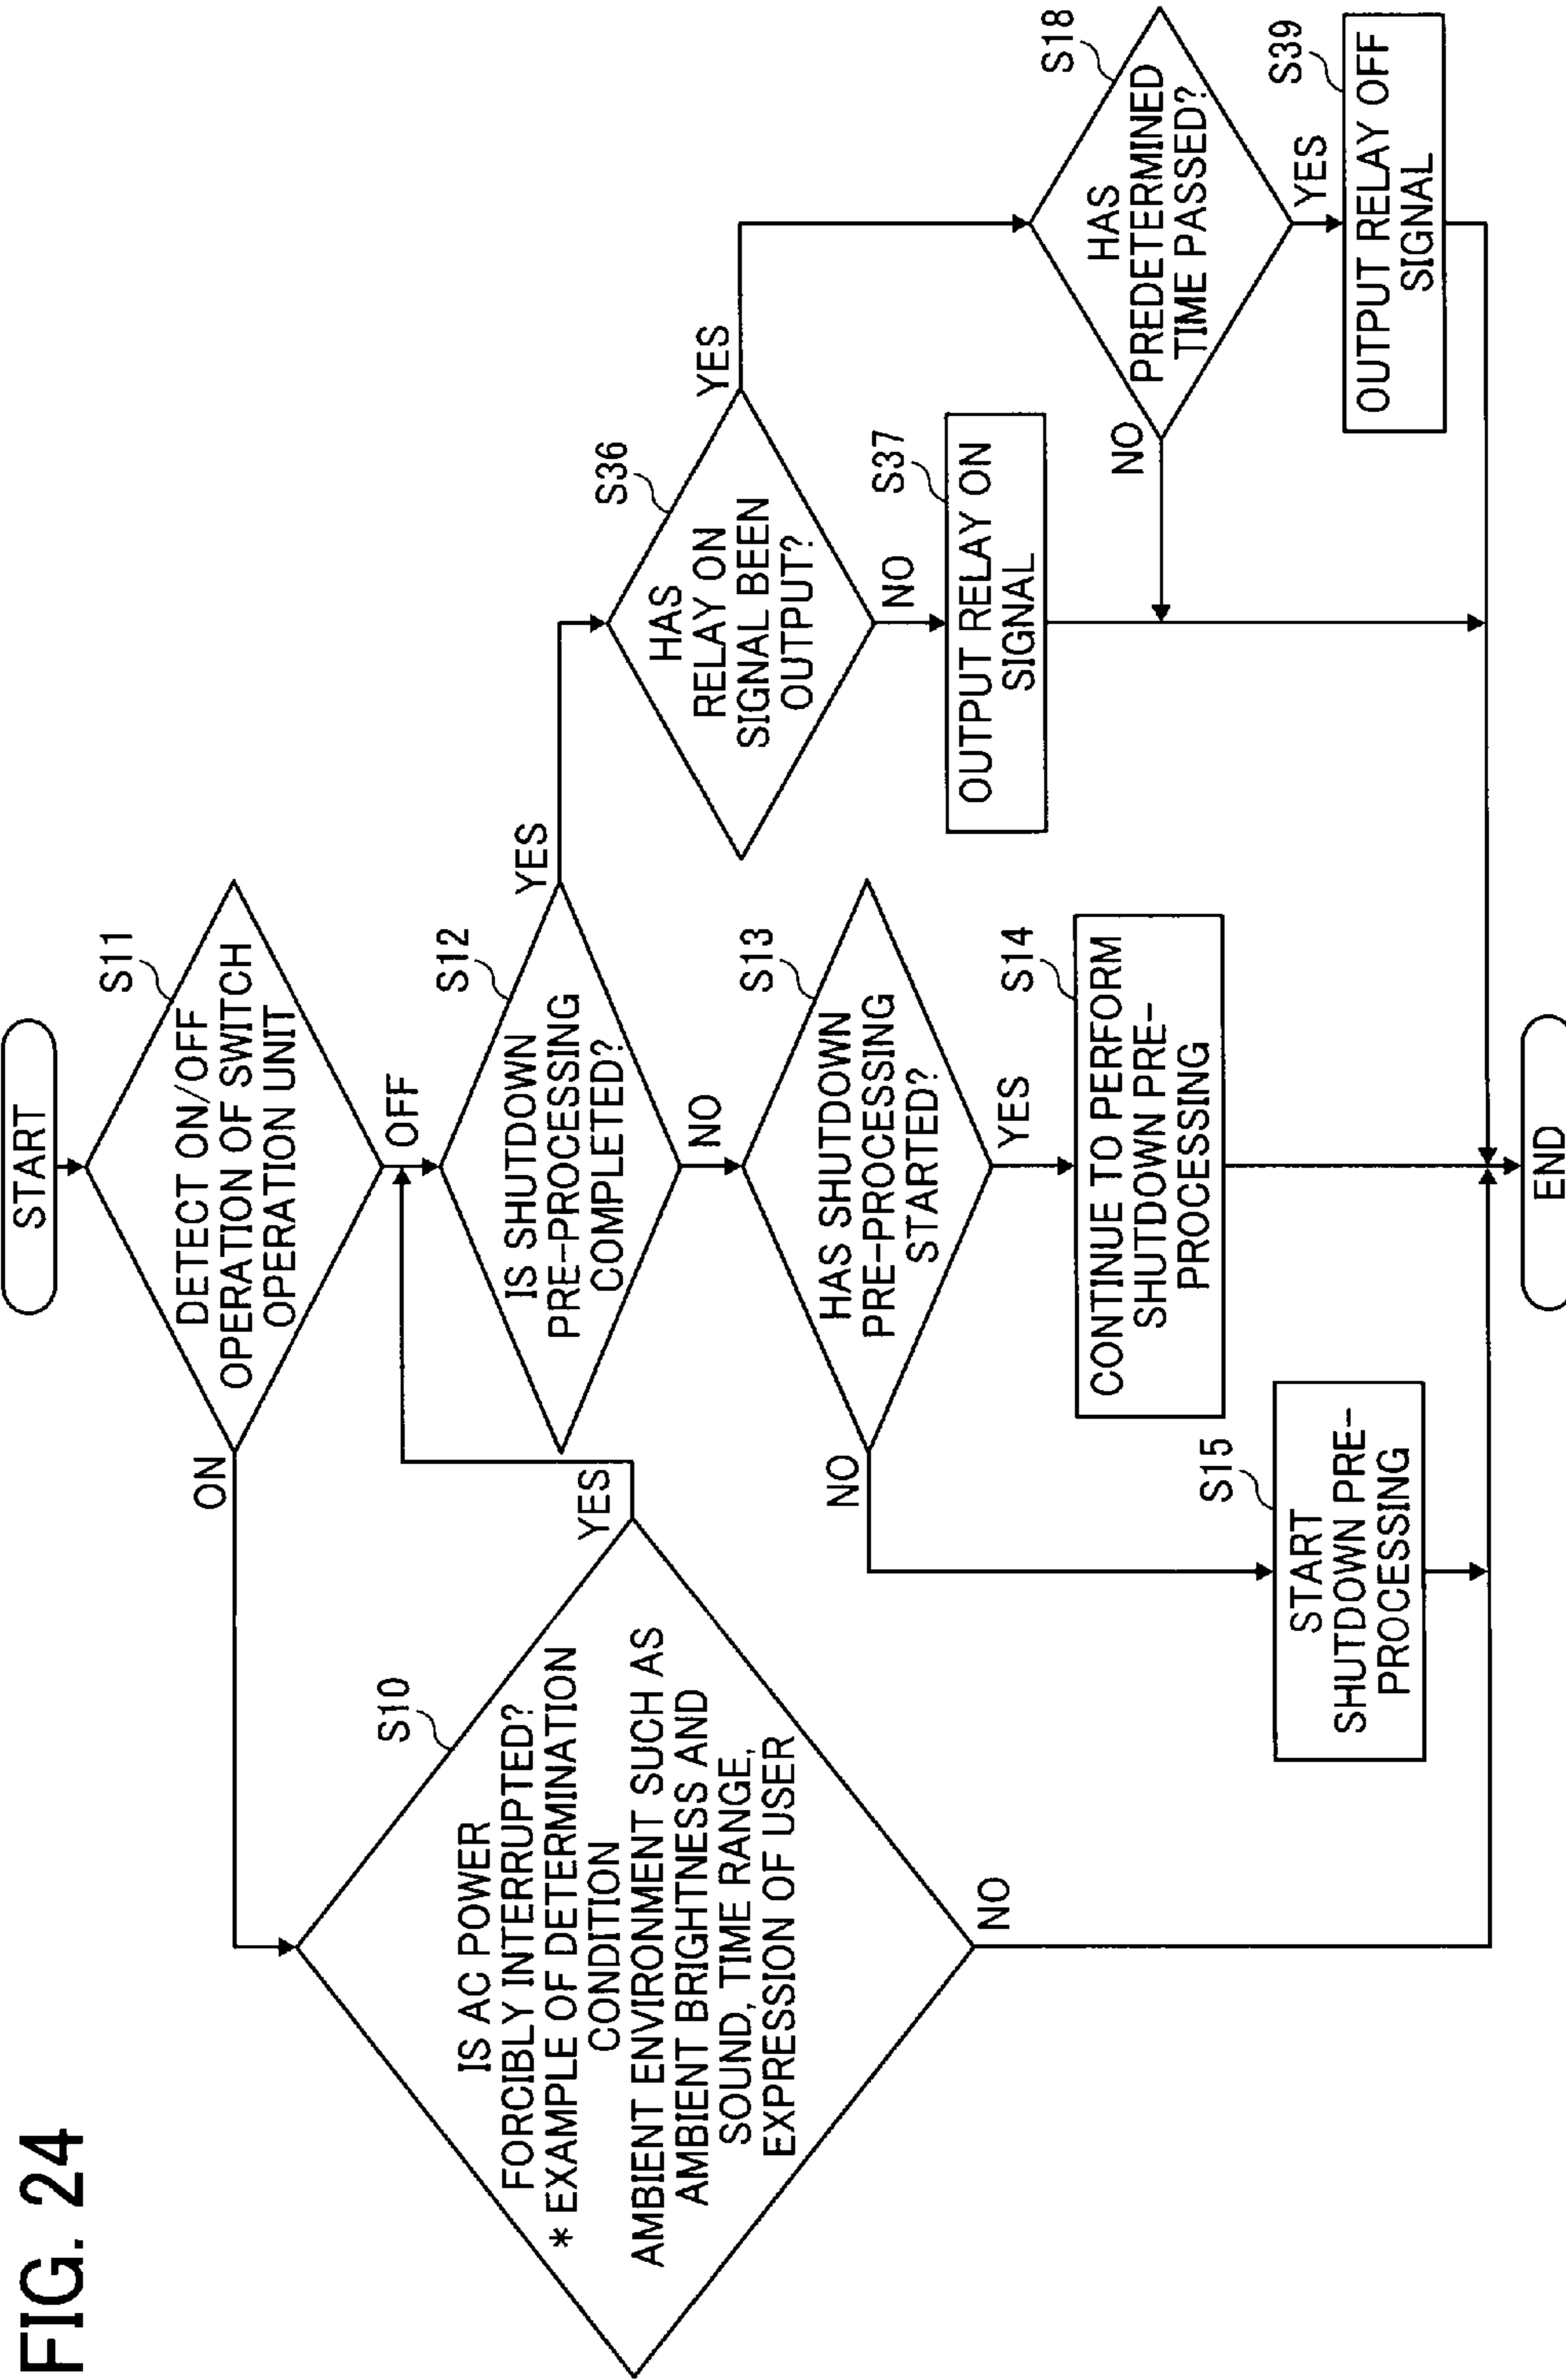 FIG. 24
START
S11
DETECT ON/OFF
OPERATION OF SWITCH
OPERATION UNIT
ON
OFF
S10
IS AC POWER
FORCIBLY INTERRUPTED?
* EXAMPLE OF DETERMINATION
CONDITION
AMBIENT ENVIRONMENT SUCH AS
AMBIENT BRIGHTNESS AND
SOUND, TIME RANGE,
EXPRESSION OF USER
YES
NO
S12
IS SHUTDOWN
PRE-PROCESSING
COMPLETED?
YES
NO
S13
HAS SHUTDOWN
PRE-PROCESSING
STARTED?
NO
YES
S14
CONTINUE TO PERFORM
SHUTDOWN PRE-
PROCESSING
S15
START
SHUTDOWN PRE-
PROCESSING
S36
HAS
RELAY ON
SIGNAL BEEN
OUTPUT?
YES
NO
S37
OUTPUT RELAY ON
SIGNAL
S18
HAS
PREDETERMINED
TIME PASSED?
NO
YES
S39
OUTPUT RELAY OFF
SIGNAL
END